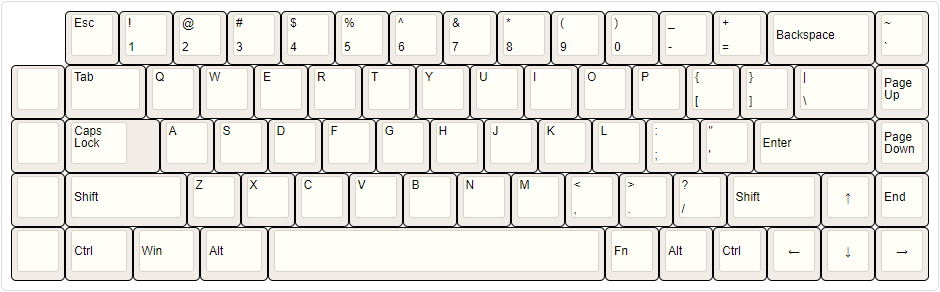 Esc ! @ # $ % ^ & * ( ) _ + Backspace ~
1 2 3 4 5 6 7 8 9 0 - = `
Tab Q W E R T Y U I O P { } | Page Up
[ ] \
Caps Lock A S D F G H J K L : " Enter Page Down
; '
Shift Z X C V B N M < > ? Shift ↑ End
, . /
Ctrl Win Alt Fn Alt Ctrl ← ↓ →